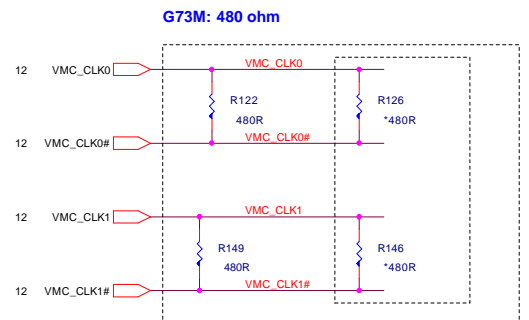 G73M: 480 ohm
12 VMC_CLK0 VMC_CLK0
R122 R126
480R *480R
12 VMC_CLK0# VMC_CLK0#
12 VMC_CLK1 VMC_CLK1
R149 R146
480R *480R
12 VMC_CLK1# VMC_CLK1#